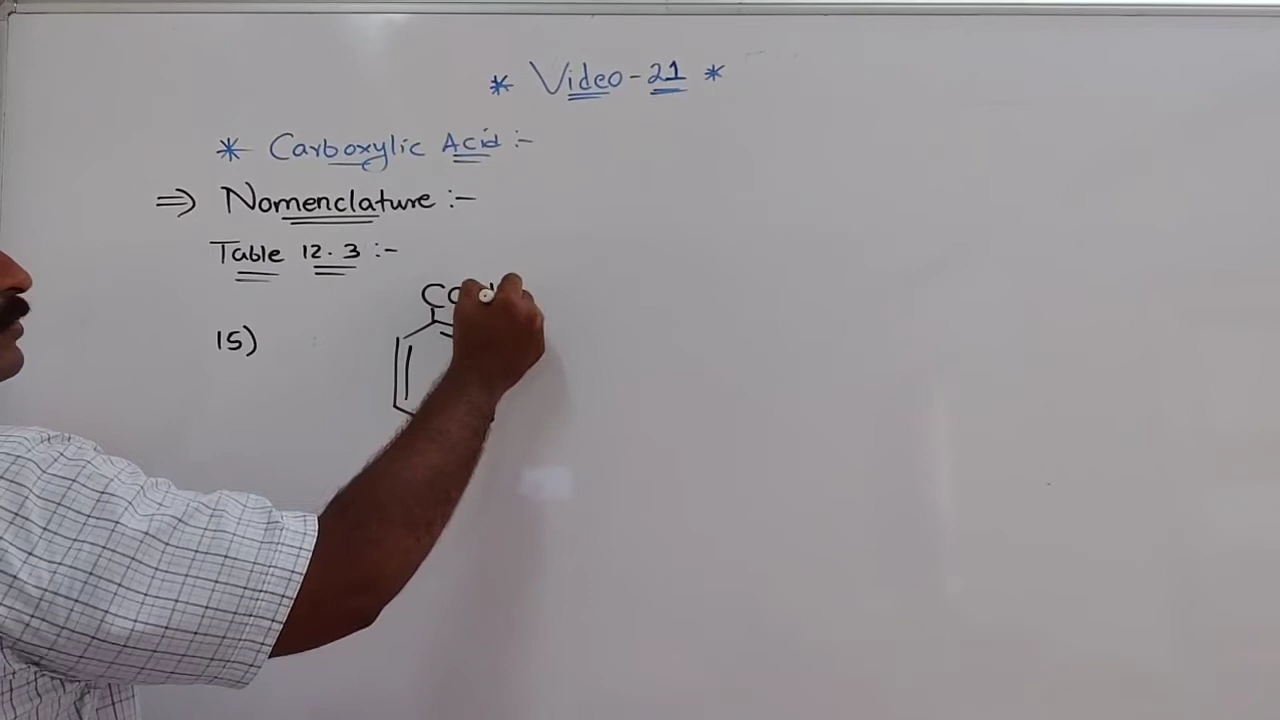 * Video-21 *
* Carboxylic Acid :-
⇒ Nomenclature :-
Table 12.3 :-
15)